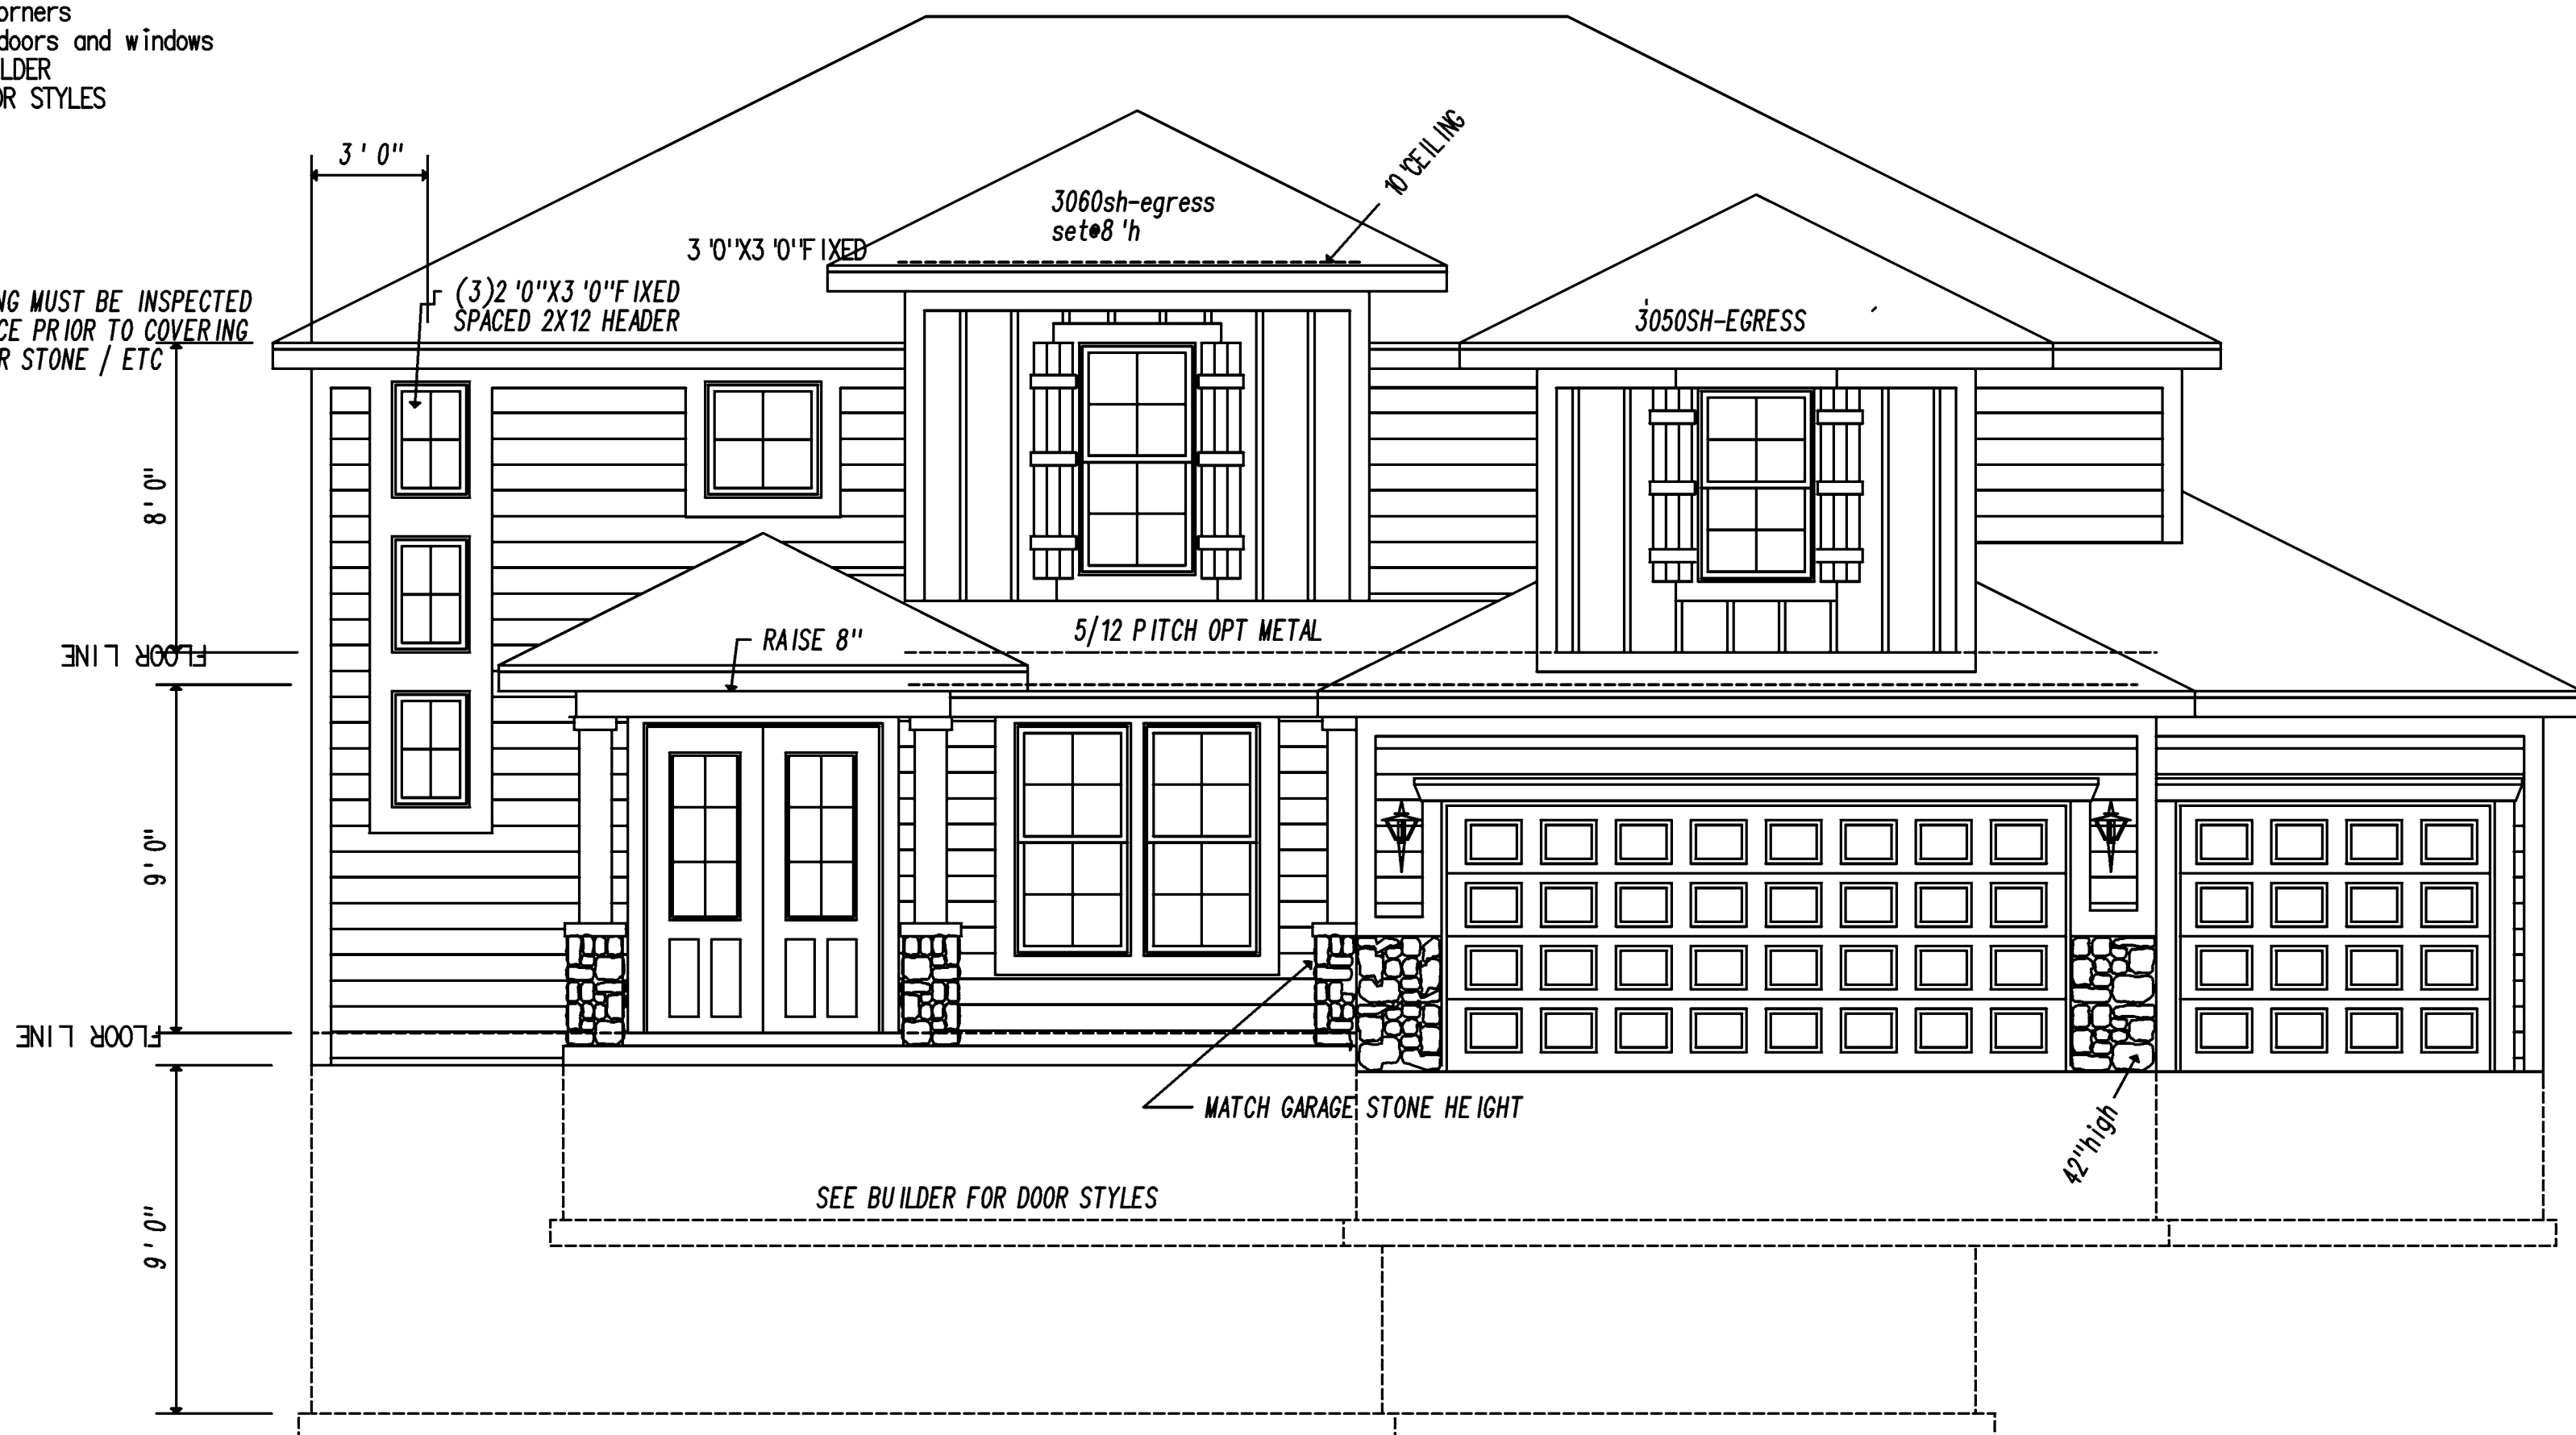 orners
doors and windows
LDER
OR STYLES
3'0"
10'CEILING
3060sh-egress
set@8'h
3'0"X3'0"FIXED
(3)2'0"X3'0"FIXED
SPACED 2X12 HEADER
NG MUST BE INSPECTED
CE PRIOR TO COVERING
R STONE / ETC
3050SH-EGRESS
8'0"
5/12 PITCH OPT METAL
RAISE 8"
FLOOR LINE
9'0"
FLOOR LINE
MATCH GARAGE STONE HEIGHT
42"high
SEE BUILDER FOR DOOR STYLES
9'0"